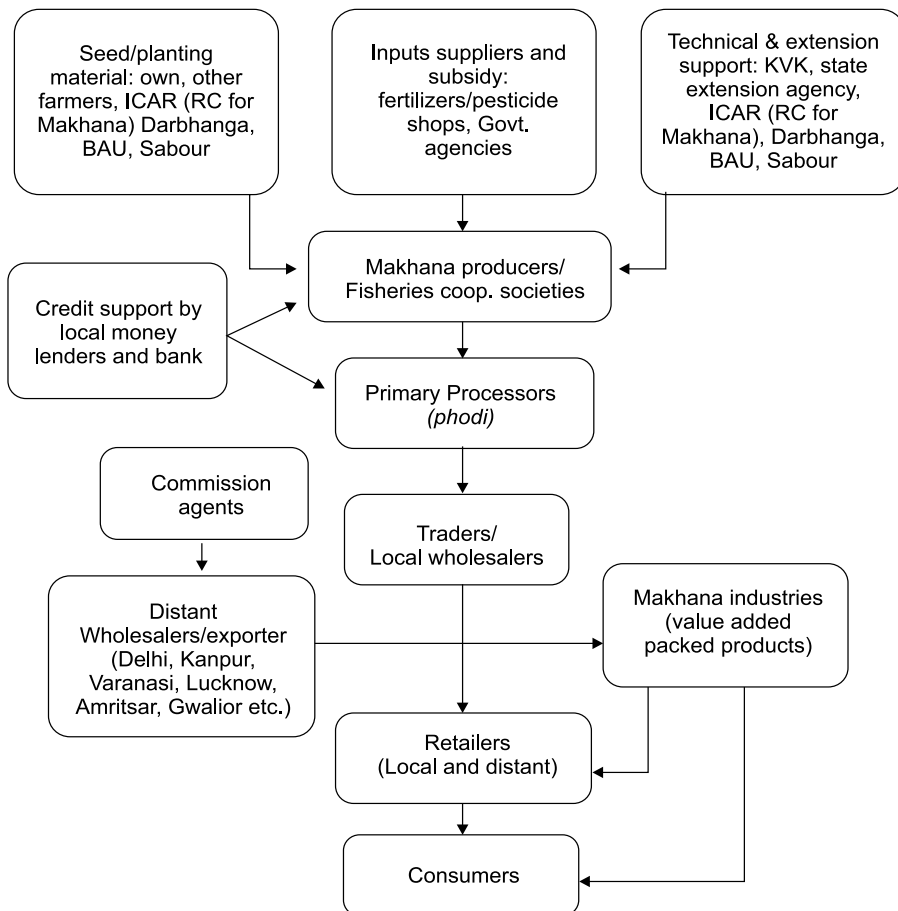 Seed/planting
material: own, other
farmers, ICAR (RC for
Makhana) Darbhanga,
BAU, Sabour
Inputs suppliers and
subsidy:
fertilizers/pesticide
shops, Govt.
agencies
Technical & extension
support: KVK, state
extension agency,
ICAR (RC for
Makhana), Darbhanga,
BAU, Sabour
Makhana producers/
Fisheries coop. societies
Credit support by
local money
lenders and bank
Primary Processors
(phodi)
Commission
agents
Traders/
Local wholesalers
Distant
Wholesalers/exporter
(Delhi, Kanpur,
Varanasi, Lucknow,
Amritsar, Gwalior etc.)
Makhana industries
(value added
packed products)
Retailers
(Local and distant)
Consumers